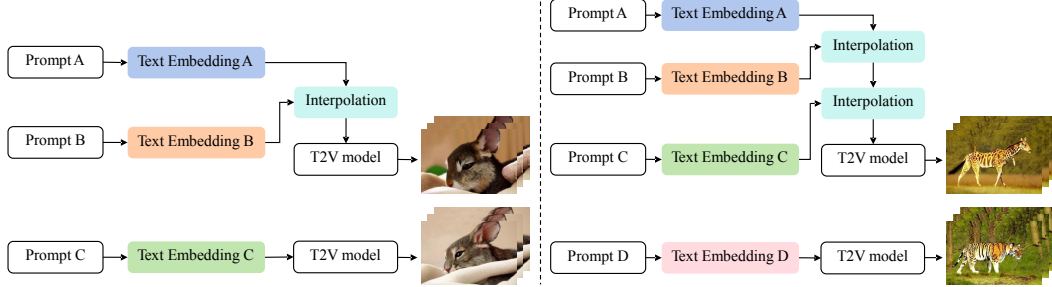 Prompt A
Text Embedding A
Prompt B
Text Embedding B
Interpolation
T2V model
Prompt C
Text Embedding C
T2V model
Prompt A
Text Embedding A
Interpolation
Prompt B
Text Embedding B
Interpolation
Prompt C
Text Embedding C
T2V model
Prompt D
Text Embedding D
T2V model